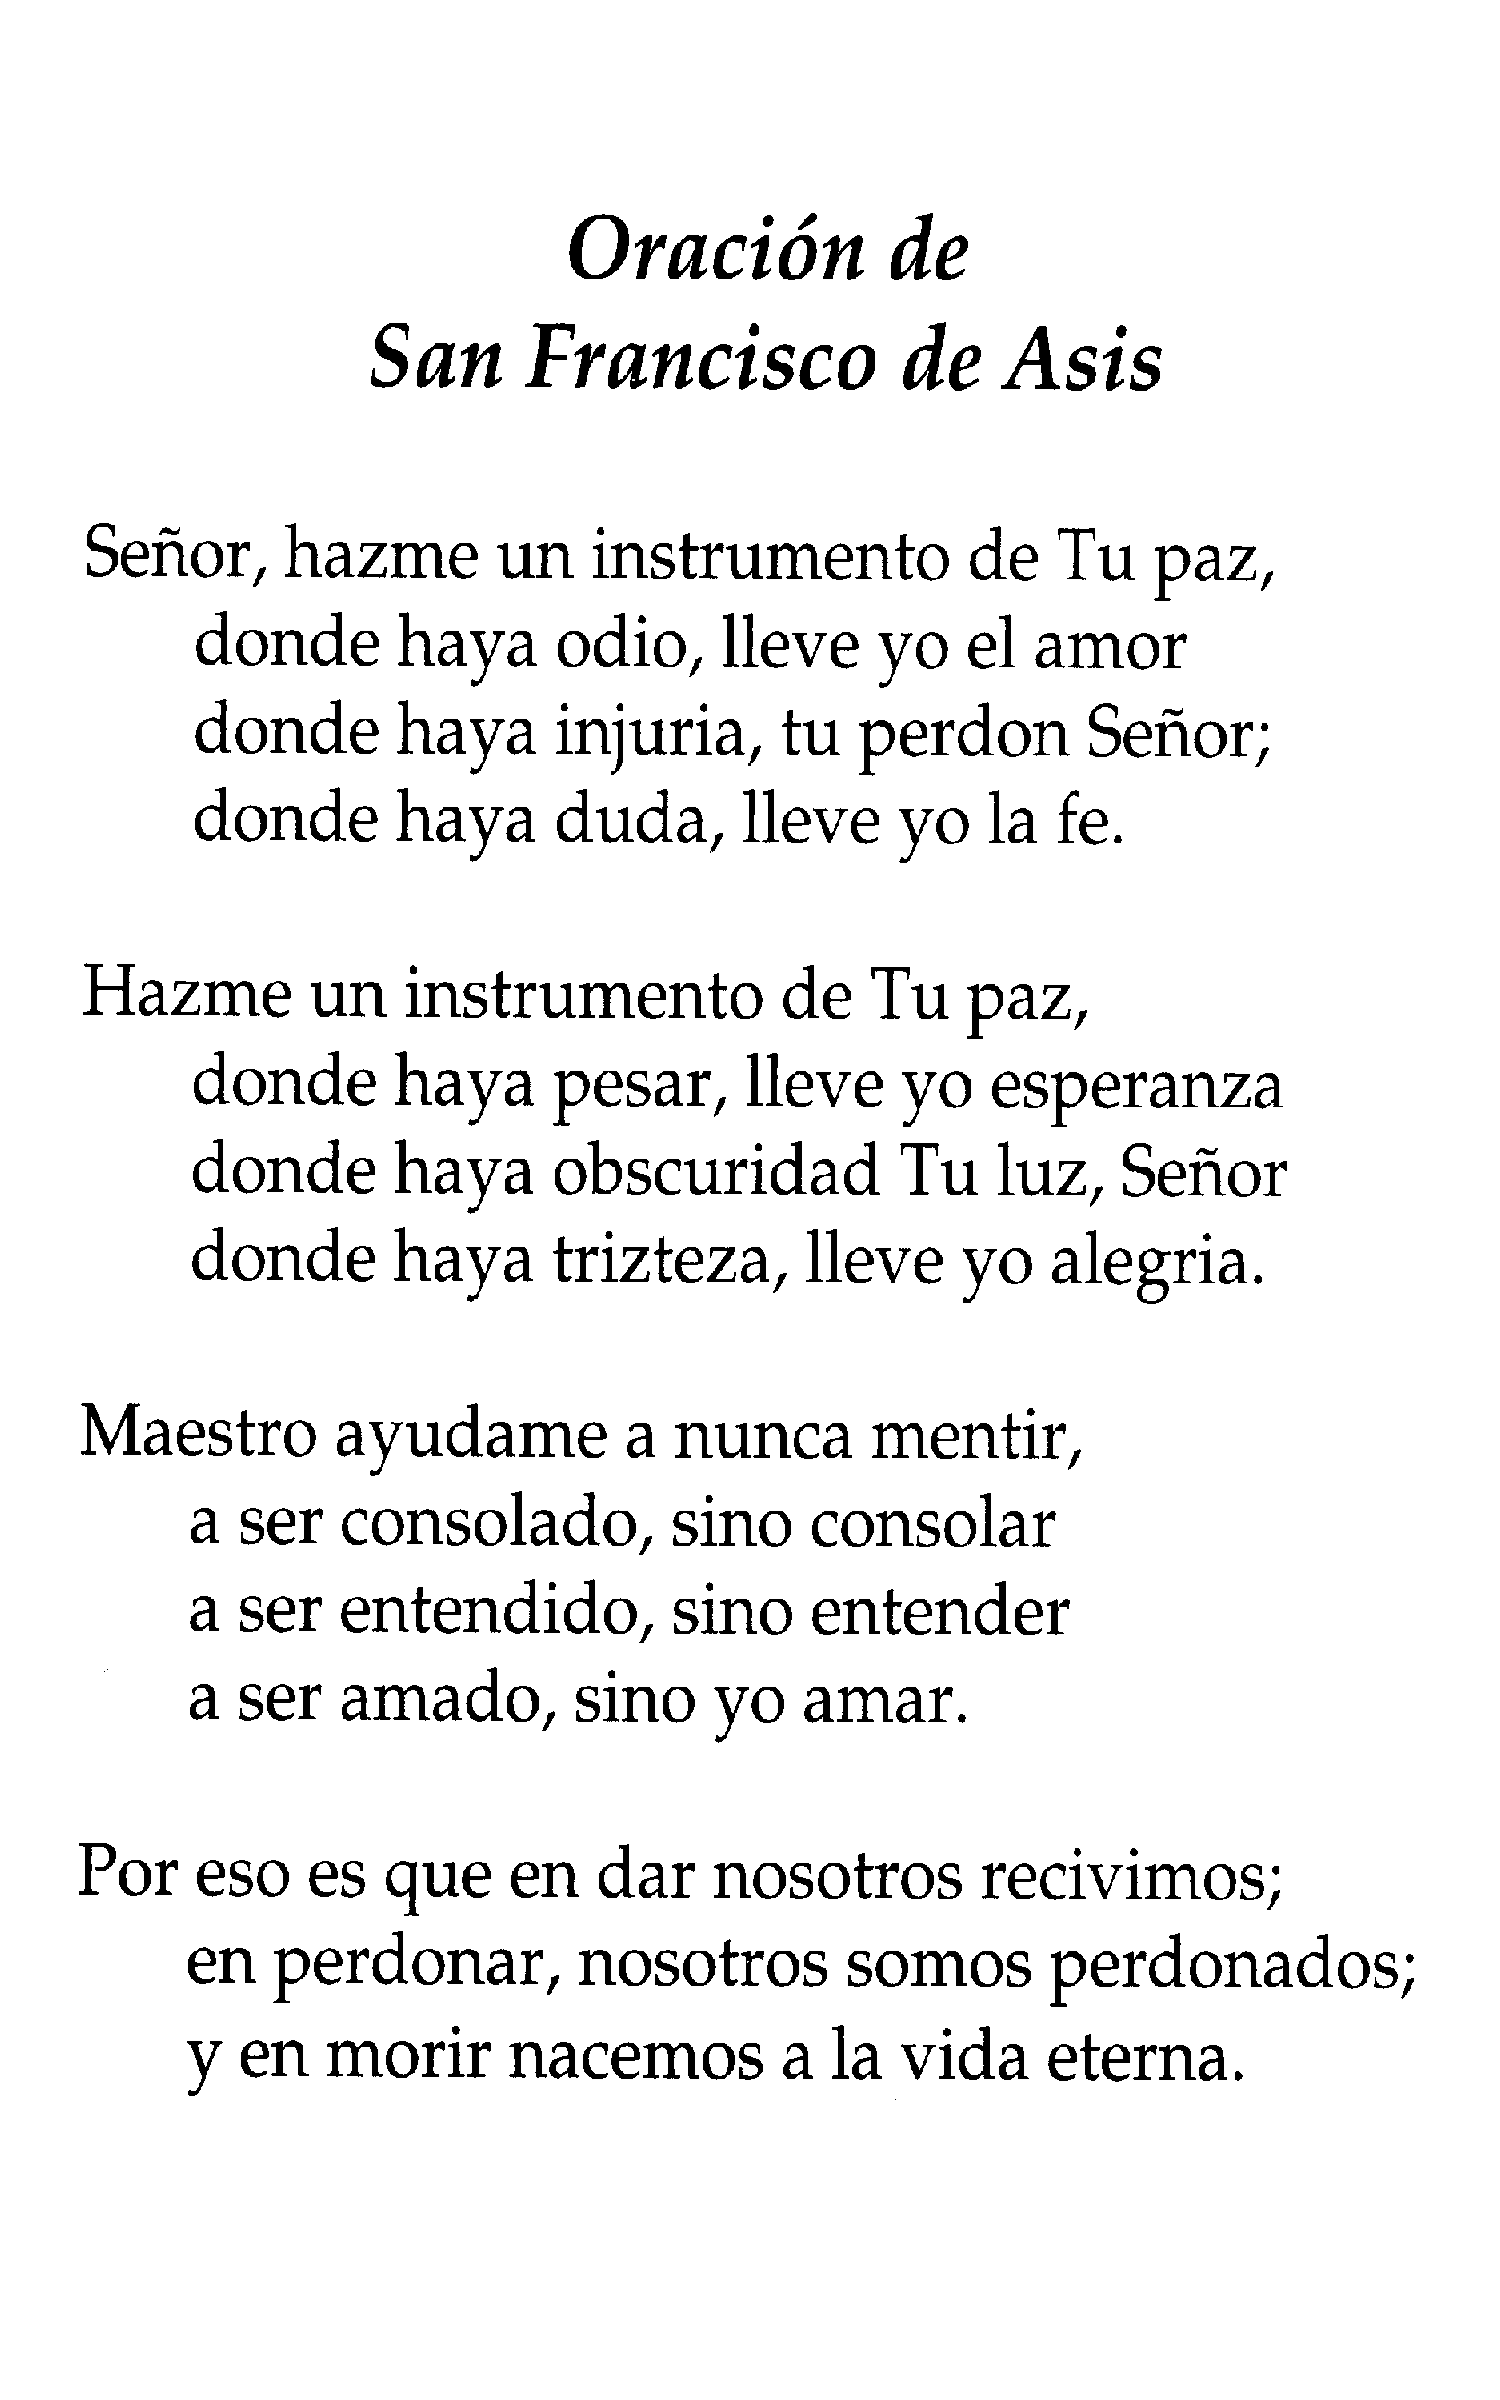 Oración de
San Francisco de Asis
Señor, hazme un instrumento de Tu paz,
donde haya odio, lleve yo el amor
donde haya injuria, tu perdon Señor;
donde haya duda, lleve yo la fe.
Hazme un instrumento de Tu paz,
donde haya pesar, lleve yo esperanza
donde haya obscuridad Tu luz, Señor
donde haya trizteza, lleve yo alegria.
Maestro ayudame a nunca mentir,
a ser consolado, sino consolar
a ser entendido, sino entender
a ser amado, sino yo amar.
Por eso es que en dar nosotros recivimos;
en perdonar, nosotros somos perdonados;
y en morir nacemos a la vida eterna.